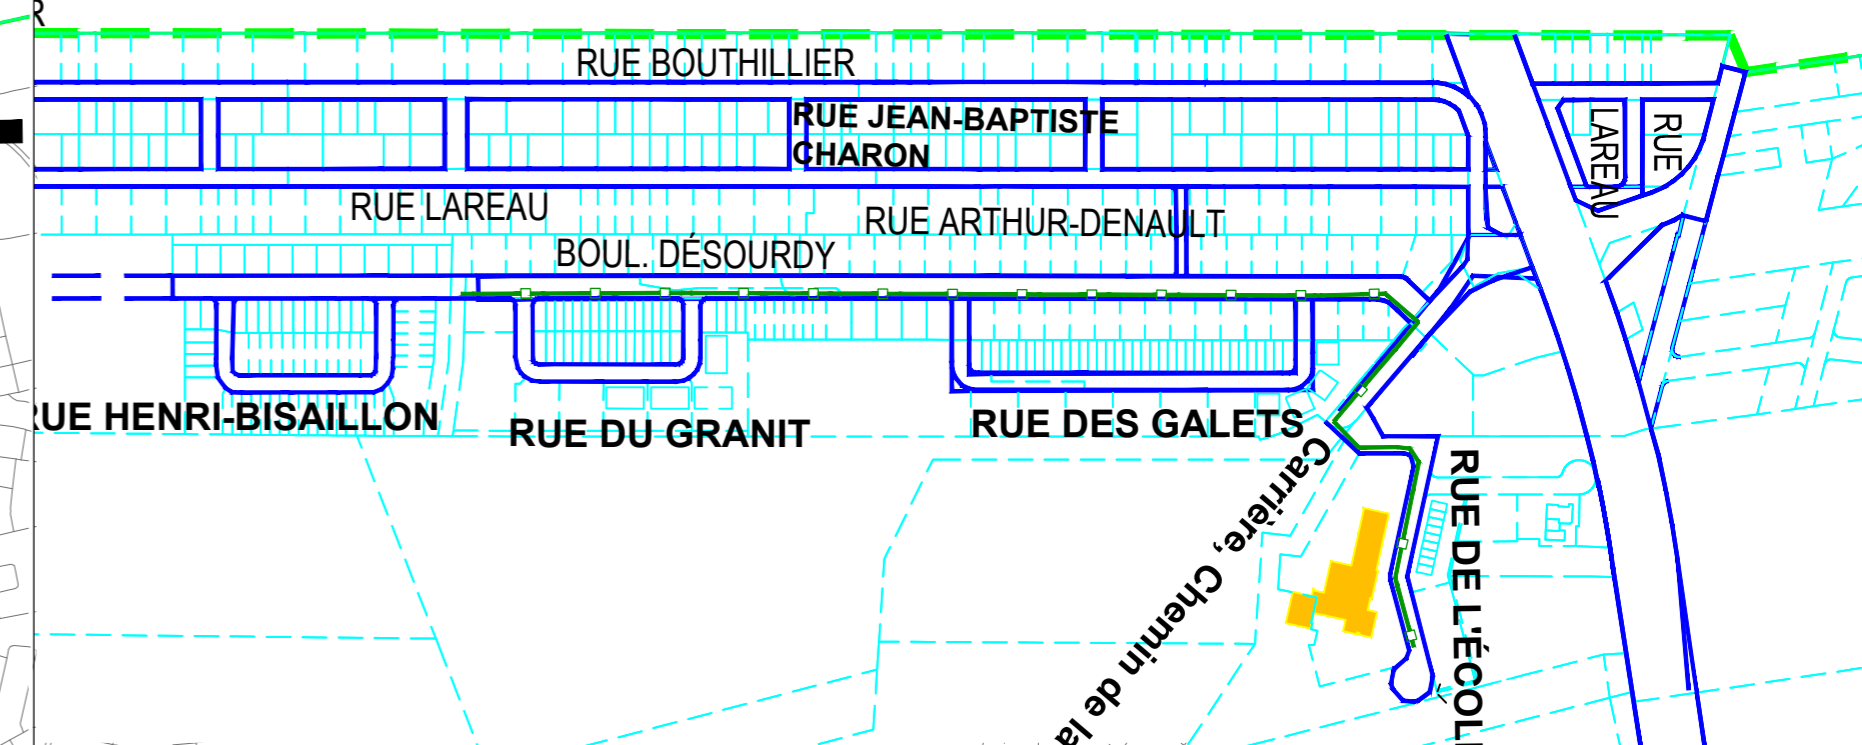 R
RUE BOUTHILLIER
RUE JEAN-BAPTISTE
CHARON
LAREAU
RUE
RUE LAREAU
RUE ARTHUR-DENAULT
BOUL. DÉSOURDY
RUE HENRI-BISAILLON
RUE DU GRANIT
RUE DES GALETS
Carrière, Chemin de la
RUE DE L'ÉCOL